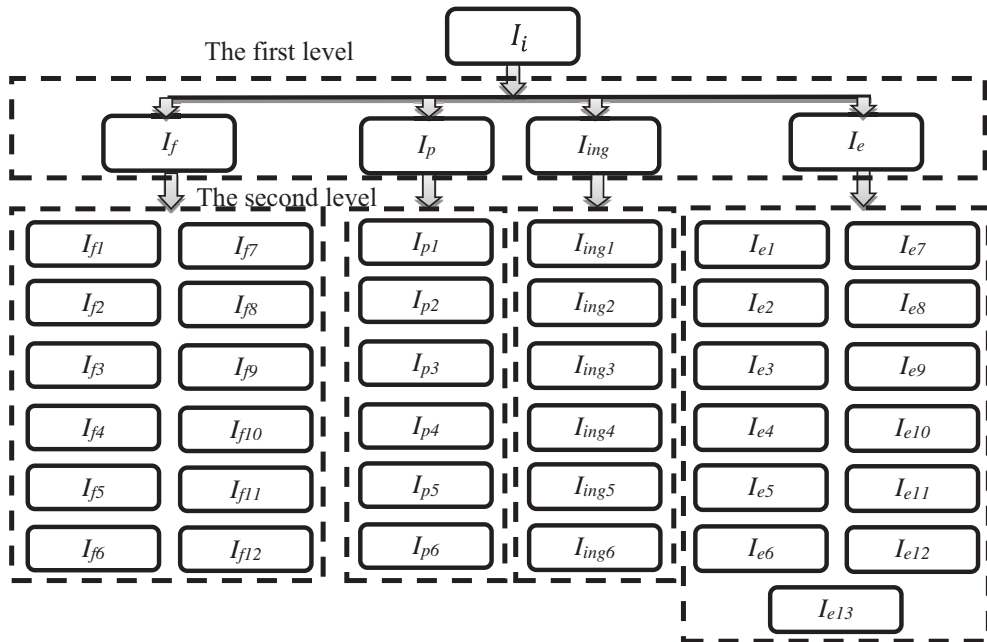 I_i
The first level
I_f I_p I_ing I_e
The second level
I_f1 I_f7 I_p1 I_ing1 I_e1 I_e7
I_f2 I_f8 I_p2 I_ing2 I_e2 I_e8
I_f3 I_f9 I_p3 I_ing3 I_e3 I_e9
I_f4 I_f10 I_p4 I_ing4 I_e4 I_e10
I_f5 I_f11 I_p5 I_ing5 I_e5 I_e11
I_f6 I_f12 I_p6 I_ing6 I_e6 I_e12
I_e13